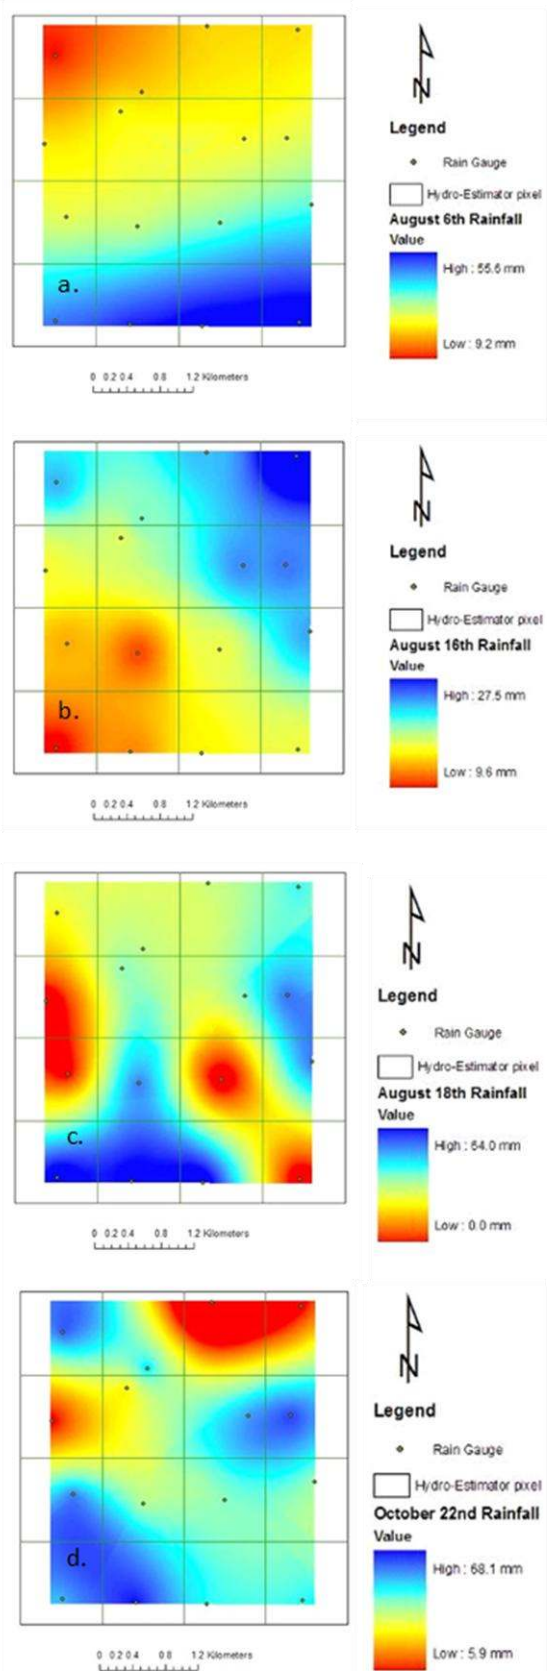 N
Legend
Rain Gauge
Hydro-Estimator pixel
August 6th Rainfall
Value
High : 55.6 mm
Low : 9.2 mm
a.
0 0.2 0.4 0.8 1.2 Kilometers
N
Legend
Rain Gauge
Hydro-Estimator pixel
August 16th Rainfall
Value
High : 27.5 mm
Low : 9.6 mm
b.
0 0.2 0.4 0.8 1.2 Kilometers
N
Legend
Rain Gauge
Hydro-Estimator pixel
August 18th Rainfall
Value
High : 64.0 mm
Low : 0.0 mm
c.
0 0.2 0.4 0.8 1.2 Kilometers
N
Legend
Rain Gauge
Hydro-Estimator pixel
October 22nd Rainfall
Value
High : 68.1 mm
Low : 5.9 mm
d.
0 0.2 0.4 0.8 1.2 Kilometers